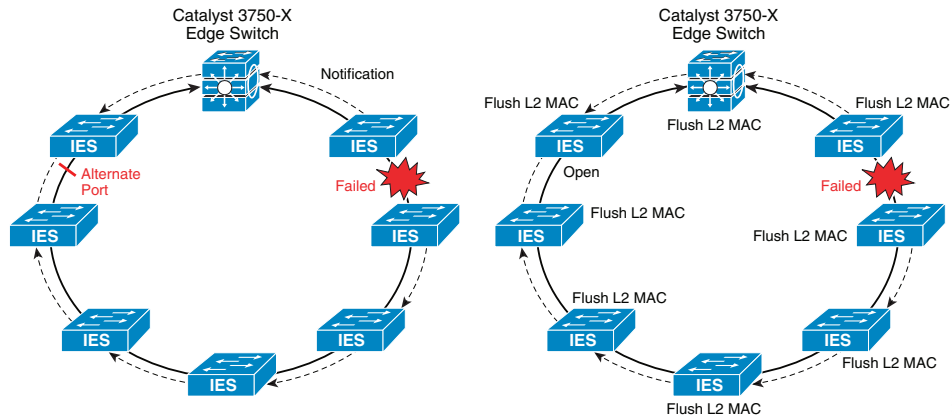 Catalyst 3750-X
Edge Switch
Notification
IES
IES
Alternate
Port
Failed
IES
IES
IES
IES
IES
Catalyst 3750-X
Edge Switch
Flush L2 MAC
Flush L2 MAC
Flush L2 MAC
IES
IES
Open
Failed
Flush L2 MAC
IES
Flush L2 MAC
IES
Flush L2 MAC
IES
IES
Flush L2 MAC
IES
Flush L2 MAC